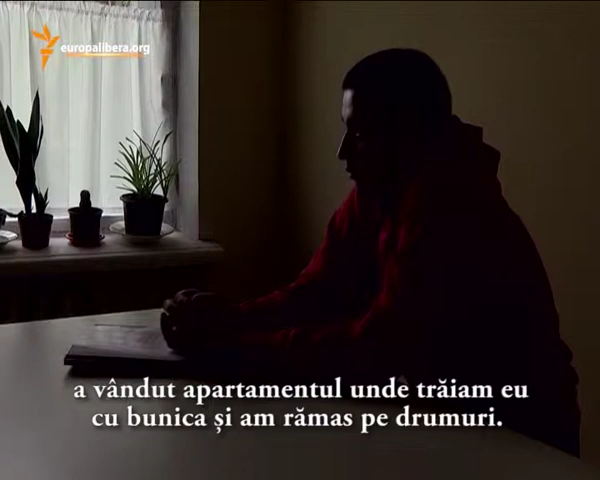 europalibera.org
a vândut apartamentul unde trăiam eu
cu bunica și am rămas pe drumuri.